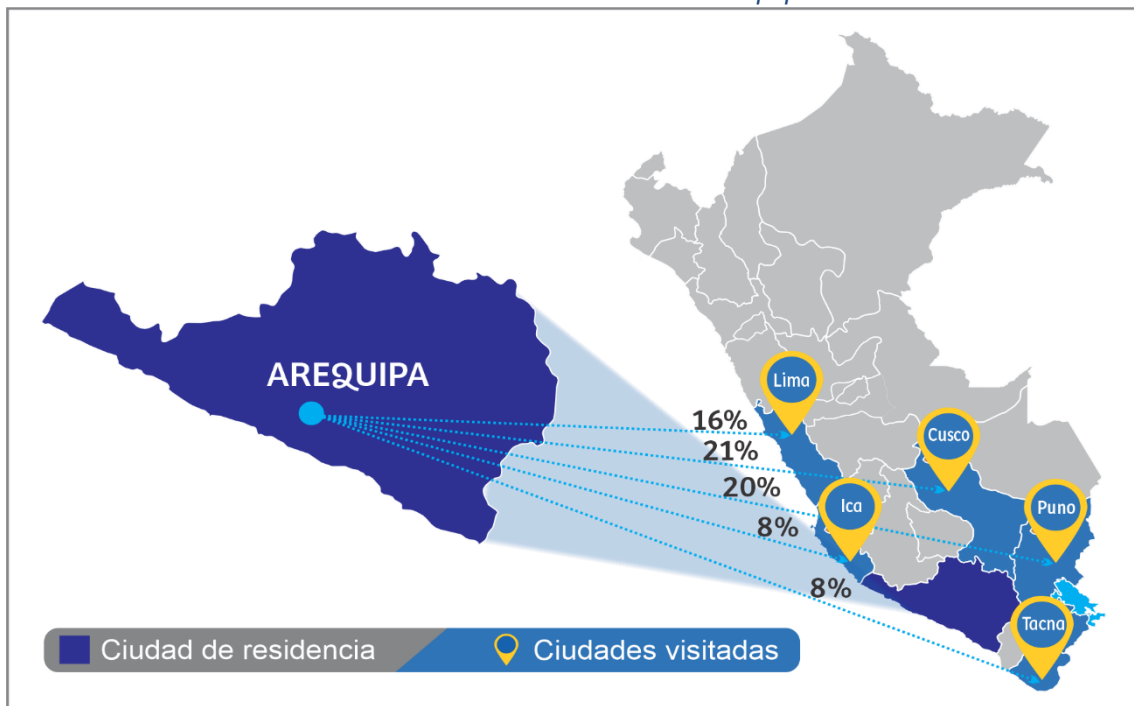 Lima
AREQUIPA
16%
Cusco
21%
20%
Ica
Puno
8%
8%
Tacna
Ciudad de residencia
Ciudades visitadas